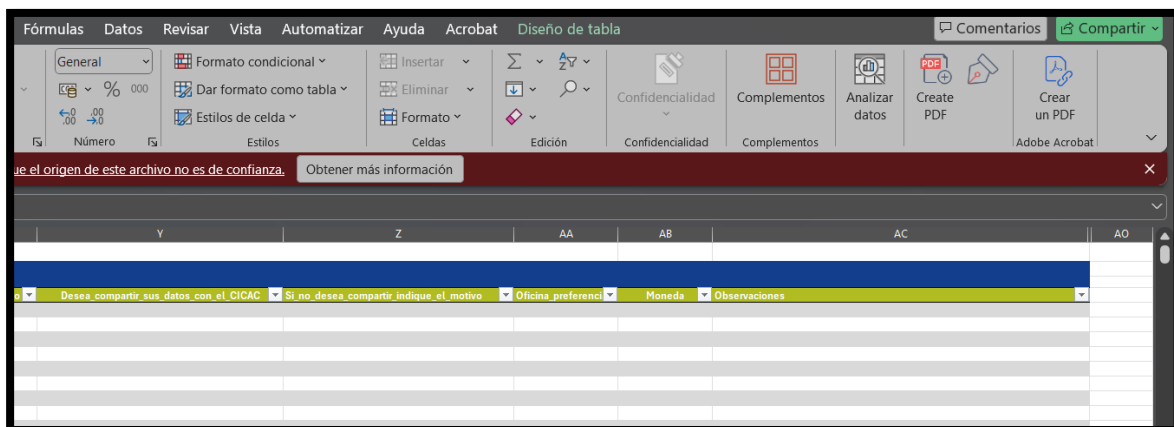 Fórmulas Datos Revisar Vista Automatizar Ayuda Acrobat Diseño de tabla Comentarios Compartir
General Formato condicional Insertar
% 000 Dar formato como tabla Eliminar Confidencialidad Complementos Analizar datos Create PDF Crear un PDF
Estilos de celda Formato
Número Estilos Celdas Edición Confidencialidad Complementos Adobe Acrobat
ue el origen de este archivo no es de confianza. Obtener más información
Y Z AA AB AC AO
o Desea_compartir_sus_datos_con_el_CICAC Si_no_desea_compartir_indique_el_motivo Oficina_preferenci Moneda Observaciones